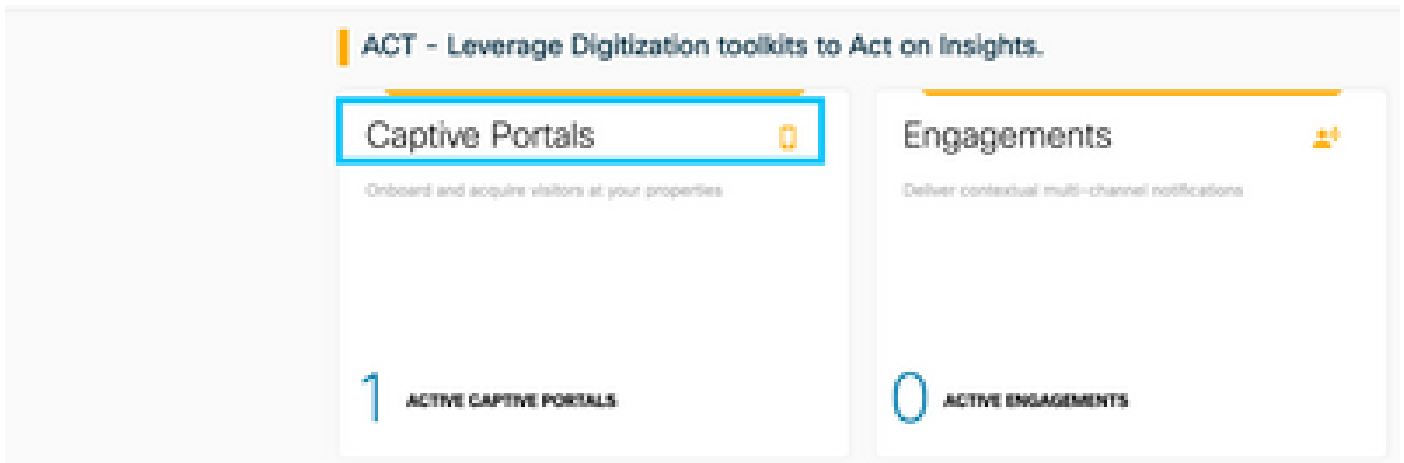 ACT - Leverage Digitization toolkits to Act on Insights.
Captive Portals
Engagements
Onboard and acquire visitors at your properties
Deliver contextual multi-channel notifications
1 ACTIVE CAPTIVE PORTALS
0 ACTIVE ENGAGEMENTS